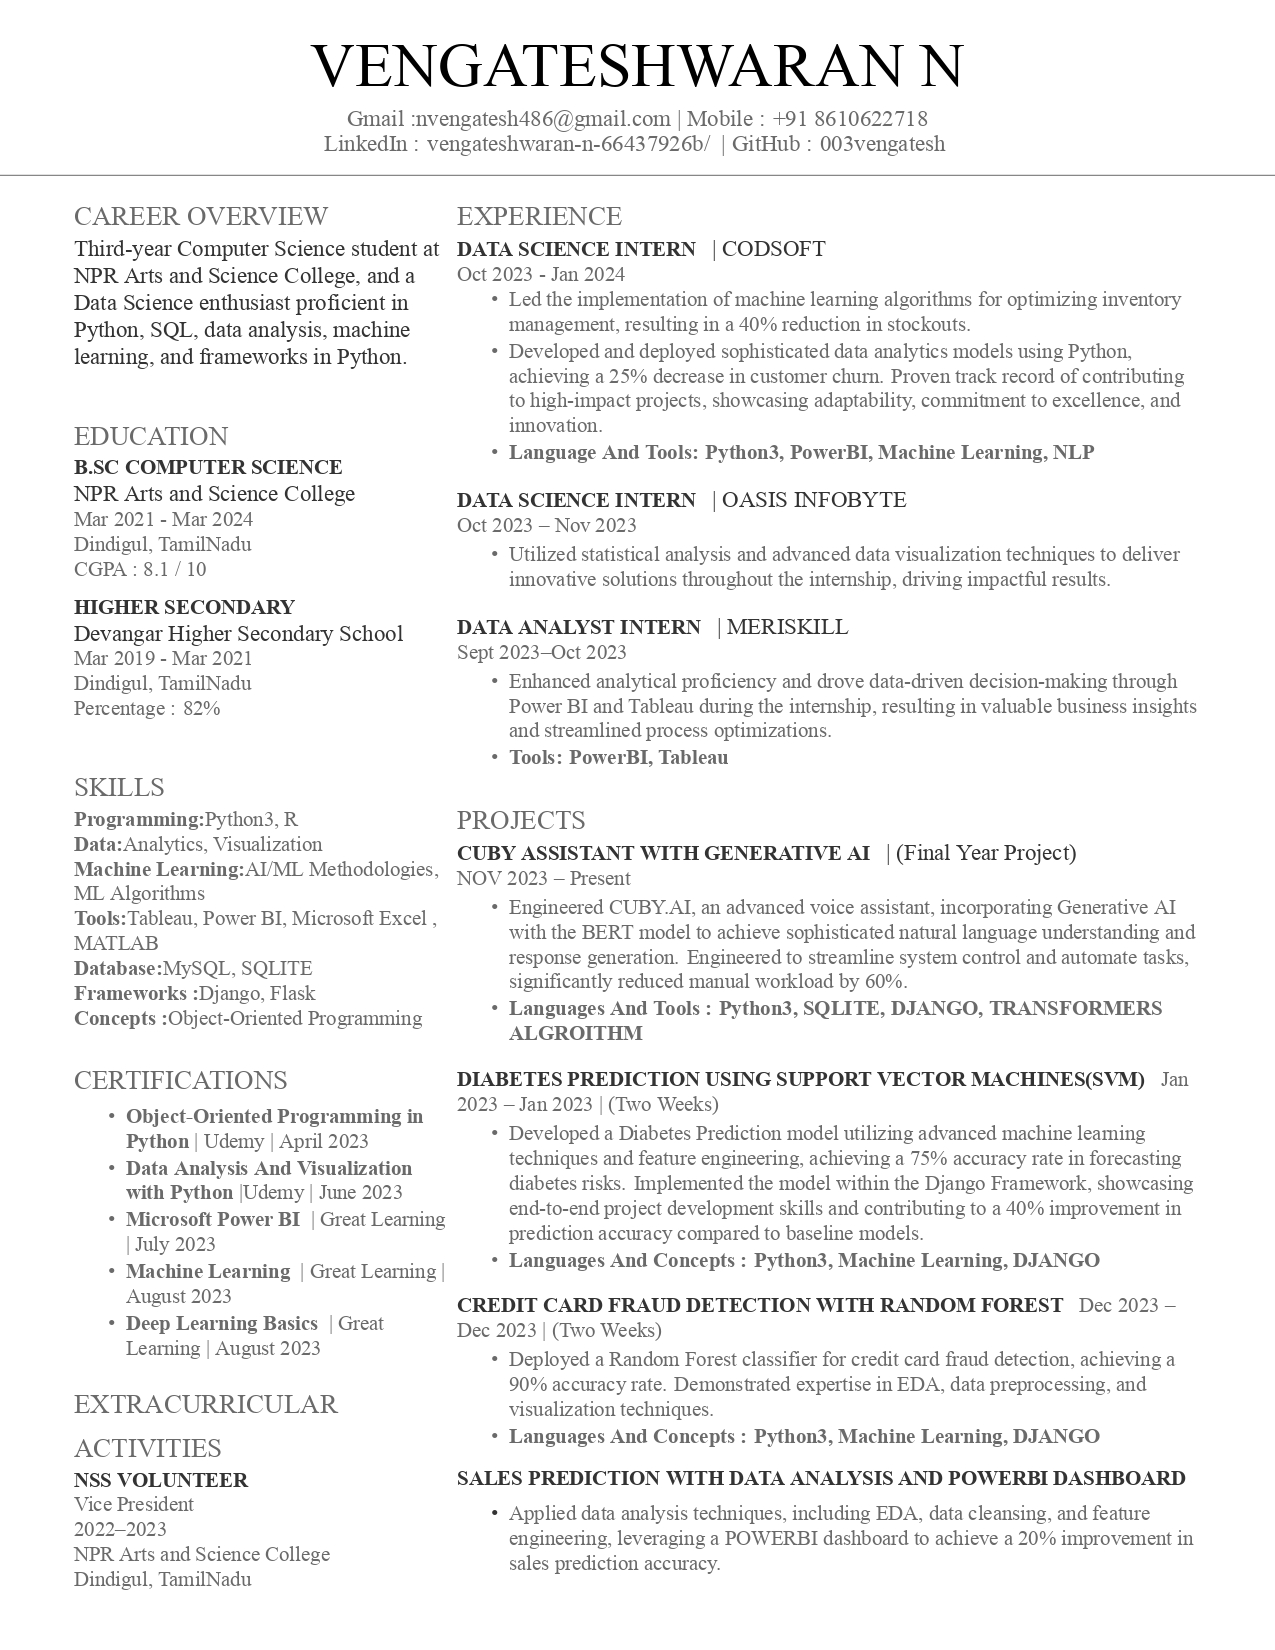 VENGATESHWARAN N
Gmail :nvengatesh486@gmail.com | Mobile : +91 8610622718
LinkedIn : vengateshwaran-n-66437926b/ | GitHub : 003vengatesh
CAREER OVERVIEW
Third-year Computer Science student at
NPR Arts and Science College, and a
Data Science enthusiast proficient in
Python, SQL, data analysis, machine
learning, and frameworks in Python.
EDUCATION
B.SC COMPUTER SCIENCE
NPR Arts and Science College
Mar 2021 - Mar 2024
Dindigul, TamilNadu
CGPA : 8.1 / 10
HIGHER SECONDARY
Devangar Higher Secondary School
Mar 2019 - Mar 2021
Dindigul, TamilNadu
Percentage : 82%
SKILLS
Programming:Python3, R
Data:Analytics, Visualization
Machine Learning:AI/ML Methodologies,
ML Algorithms
Tools:Tableau, Power BI, Microsoft Excel ,
MATLAB
Database:MySQL, SQLITE
Frameworks :Django, Flask
Concepts :Object-Oriented Programming
CERTIFICATIONS
• Object-Oriented Programming in
Python | Udemy | April 2023
• Data Analysis And Visualization
with Python |Udemy | June 2023
• Microsoft Power BI | Great Learning
| July 2023
• Machine Learning | Great Learning |
August 2023
• Deep Learning Basics | Great
Learning | August 2023
EXTRACURRICULAR
ACTIVITIES
NSS VOLUNTEER
Vice President
2022–2023
NPR Arts and Science College
Dindigul, TamilNadu
EXPERIENCE
DATA SCIENCE INTERN | CODSOFT
Oct 2023 - Jan 2024
• Led the implementation of machine learning algorithms for optimizing inventory
management, resulting in a 40% reduction in stockouts.
• Developed and deployed sophisticated data analytics models using Python,
achieving a 25% decrease in customer churn. Proven track record of contributing
to high-impact projects, showcasing adaptability, commitment to excellence, and
innovation.
• Language And Tools: Python3, PowerBI, Machine Learning, NLP
DATA SCIENCE INTERN | OASIS INFOBYTE
Oct 2023 – Nov 2023
• Utilized statistical analysis and advanced data visualization techniques to deliver
innovative solutions throughout the internship, driving impactful results.
DATA ANALYST INTERN | MERISKILL
Sept 2023–Oct 2023
• Enhanced analytical proficiency and drove data-driven decision-making through
Power BI and Tableau during the internship, resulting in valuable business insights
and streamlined process optimizations.
• Tools: PowerBI, Tableau
PROJECTS
CUBY ASSISTANT WITH GENERATIVE AI | (Final Year Project)
NOV 2023 – Present
• Engineered CUBY.AI, an advanced voice assistant, incorporating Generative AI
with the BERT model to achieve sophisticated natural language understanding and
response generation. Engineered to streamline system control and automate tasks,
significantly reduced manual workload by 60%.
• Languages And Tools : Python3, SQLITE, DJANGO, TRANSFORMERS
ALGROITHM
DIABETES PREDICTION USING SUPPORT VECTOR MACHINES(SVM) Jan
2023 – Jan 2023 | (Two Weeks)
• Developed a Diabetes Prediction model utilizing advanced machine learning
techniques and feature engineering, achieving a 75% accuracy rate in forecasting
diabetes risks. Implemented the model within the Django Framework, showcasing
end-to-end project development skills and contributing to a 40% improvement in
prediction accuracy compared to baseline models.
• Languages And Concepts : Python3, Machine Learning, DJANGO
CREDIT CARD FRAUD DETECTION WITH RANDOM FOREST Dec 2023 –
Dec 2023 | (Two Weeks)
• Deployed a Random Forest classifier for credit card fraud detection, achieving a
90% accuracy rate. Demonstrated expertise in EDA, data preprocessing, and
visualization techniques.
• Languages And Concepts : Python3, Machine Learning, DJANGO
SALES PREDICTION WITH DATA ANALYSIS AND POWERBI DASHBOARD
• Applied data analysis techniques, including EDA, data cleansing, and feature
engineering, leveraging a POWERBI dashboard to achieve a 20% improvement in
sales prediction accuracy.